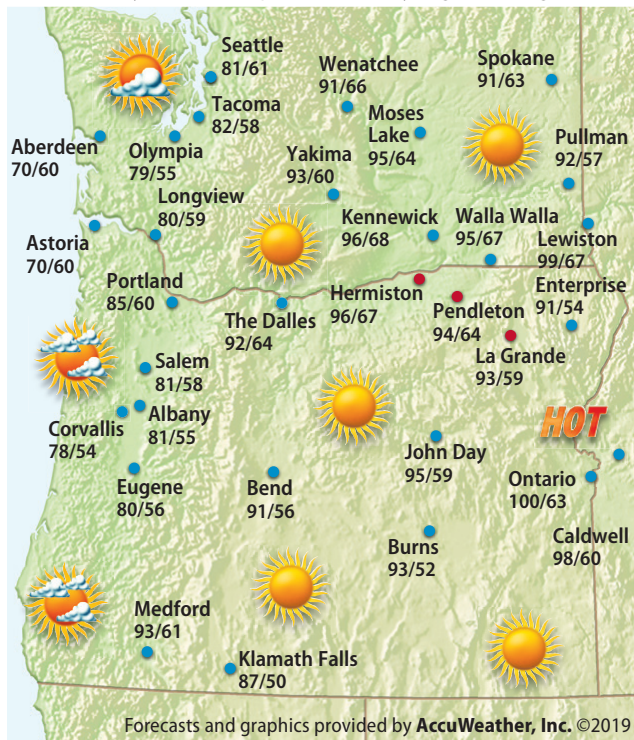 Seattle
81/61
Wenatchee
91/66
Spokane
91/63
Tacoma
82/58
Moses
Lake
95/64
Aberdeen
70/60
Olympia
79/55
Yakima
93/60
Pullman
92/57
Longview
80/59
Kennewick
96/68
Walla Walla
95/67
Lewiston
99/67
Astoria
70/60
Portland
85/60
The Dalles
92/64
Hermiston
96/67
Pendleton
94/64
Enterprise
91/54
La Grande
93/59
Salem
81/58
Albany
81/55
Corvallis
78/54
HOT
John Day
95/59
Eugene
80/56
Bend
91/56
Ontario
100/63
Burns
93/52
Caldwell
98/60
Medford
93/61
Klamath Falls
87/50
Forecasts and graphics provided by AccuWeather, Inc. ©2019